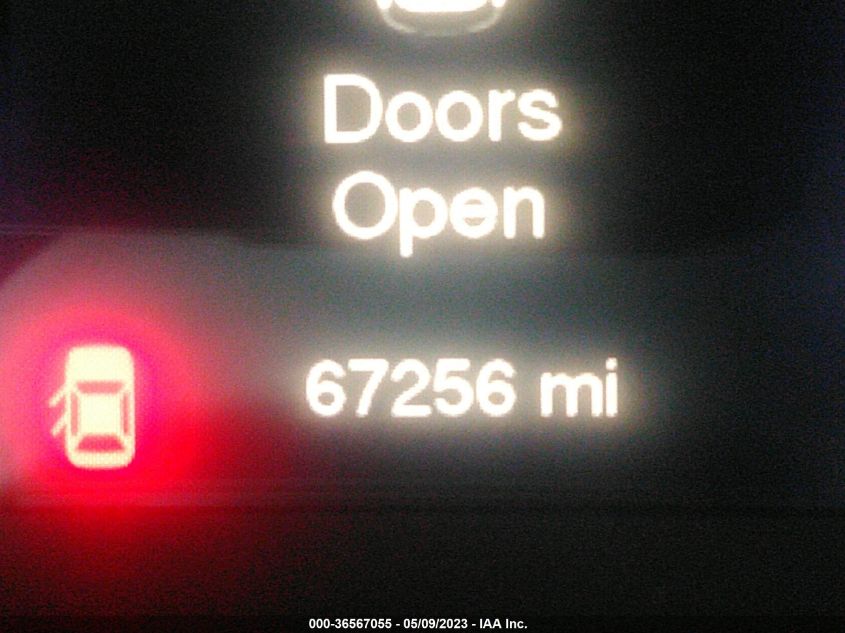 Doors
Open
67256 mi
000-36567055 - 05/09/2023 - IAA Inc.